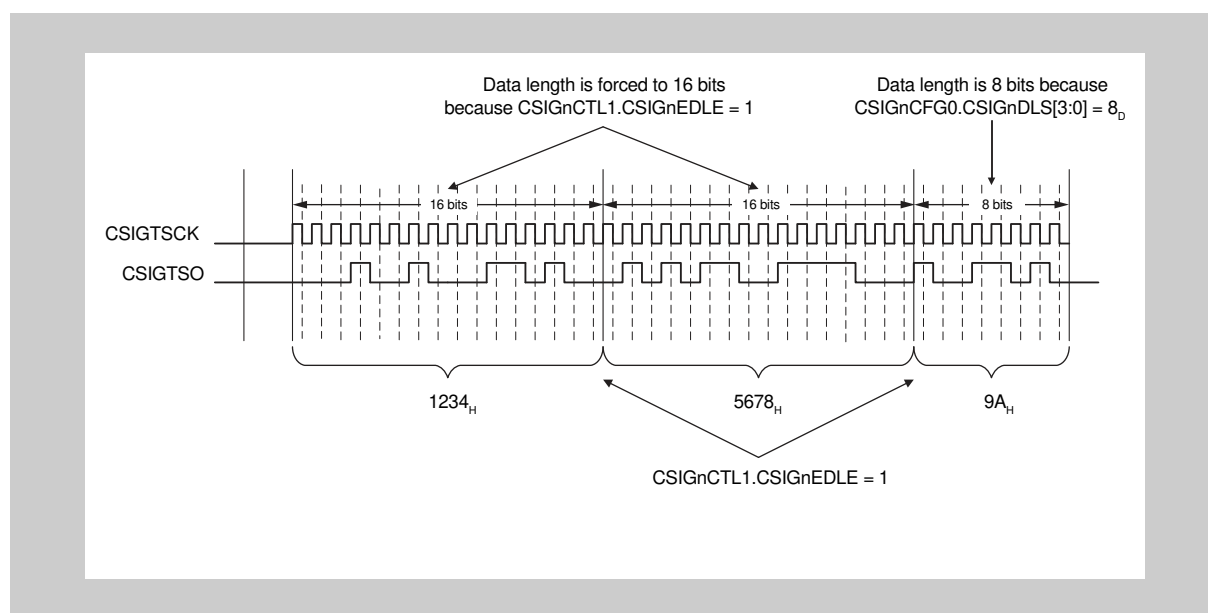 Data length is forced to 16 bits
because CSIGnCTL1.CSIGnEDLE = 1
Data length is 8 bits because
CSIGnCFG0.CSIGnDLS[3:0] = 8D
16 bits
16 bits
8 bits
CSIGTSCK
CSIGTSO
1234H
5678H
9AH
CSIGnCTL1.CSIGnEDLE = 1